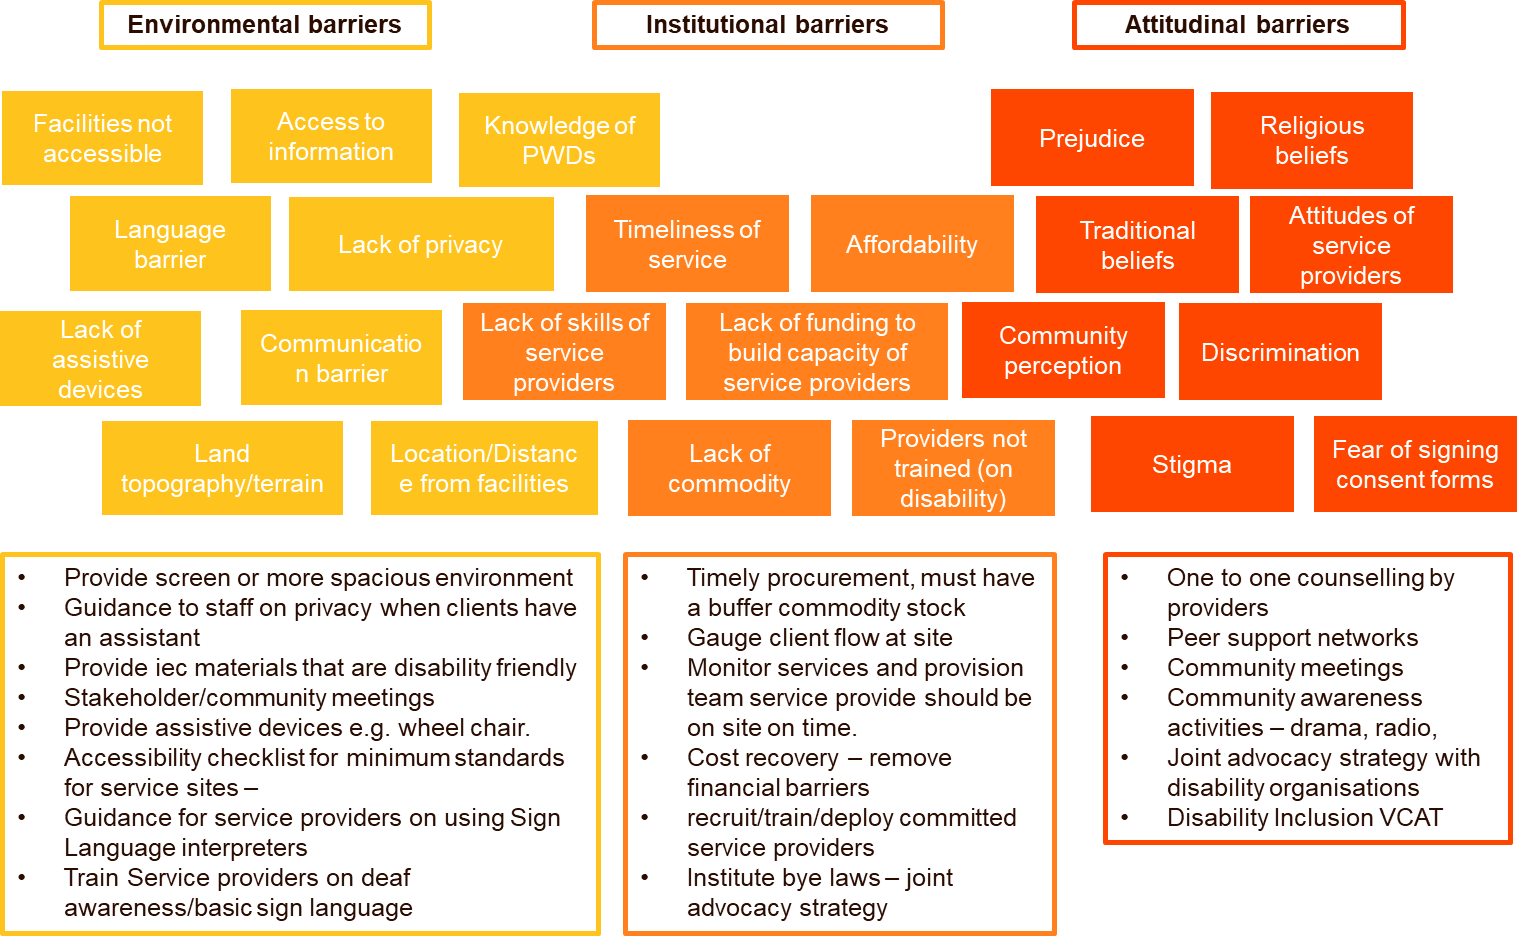 Environmental barriers
Institutional barriers
Attitudinal barriers
Facilities not
accessible
Access to
information
Knowledge of
PWDs
Prejudice
Religious
beliefs
Language
barrier
Lack of privacy
Timeliness of
service
Affordability
Traditional
beliefs
Attitudes of
service
providers
Lack of
assistive
devices
Communicatio
n barrier
Lack of skills of
service
providers
Lack of funding to
build capacity of
service providers
Community
perception
Discrimination
Land
topography/terrain
Location/Distanc
e from facilities
Lack of
commodity
Providers not
trained (on
disability)
Stigma
Fear of signing
consent forms
• Provide screen or more spacious environment
• Guidance to staff on privacy when clients have
an assistant
• Provide iec materials that are disability friendly
• Stakeholder/community meetings
• Provide assistive devices e.g. wheel chair.
• Accessibility checklist for minimum standards
for service sites –
• Guidance for service providers on using Sign
Language interpreters
• Train Service providers on deaf
awareness/basic sign language
• Timely procurement, must have
a buffer commodity stock
• Gauge client flow at site
• Monitor services and provision
team service provide should be
on site on time.
• Cost recovery – remove
financial barriers
• recruit/train/deploy committed
service providers
• Institute bye laws – joint
advocacy strategy
• One to one counselling by
providers
• Peer support networks
• Community meetings
• Community awareness
activities – drama, radio,
• Joint advocacy strategy with
disability organisations
• Disability Inclusion VCAT